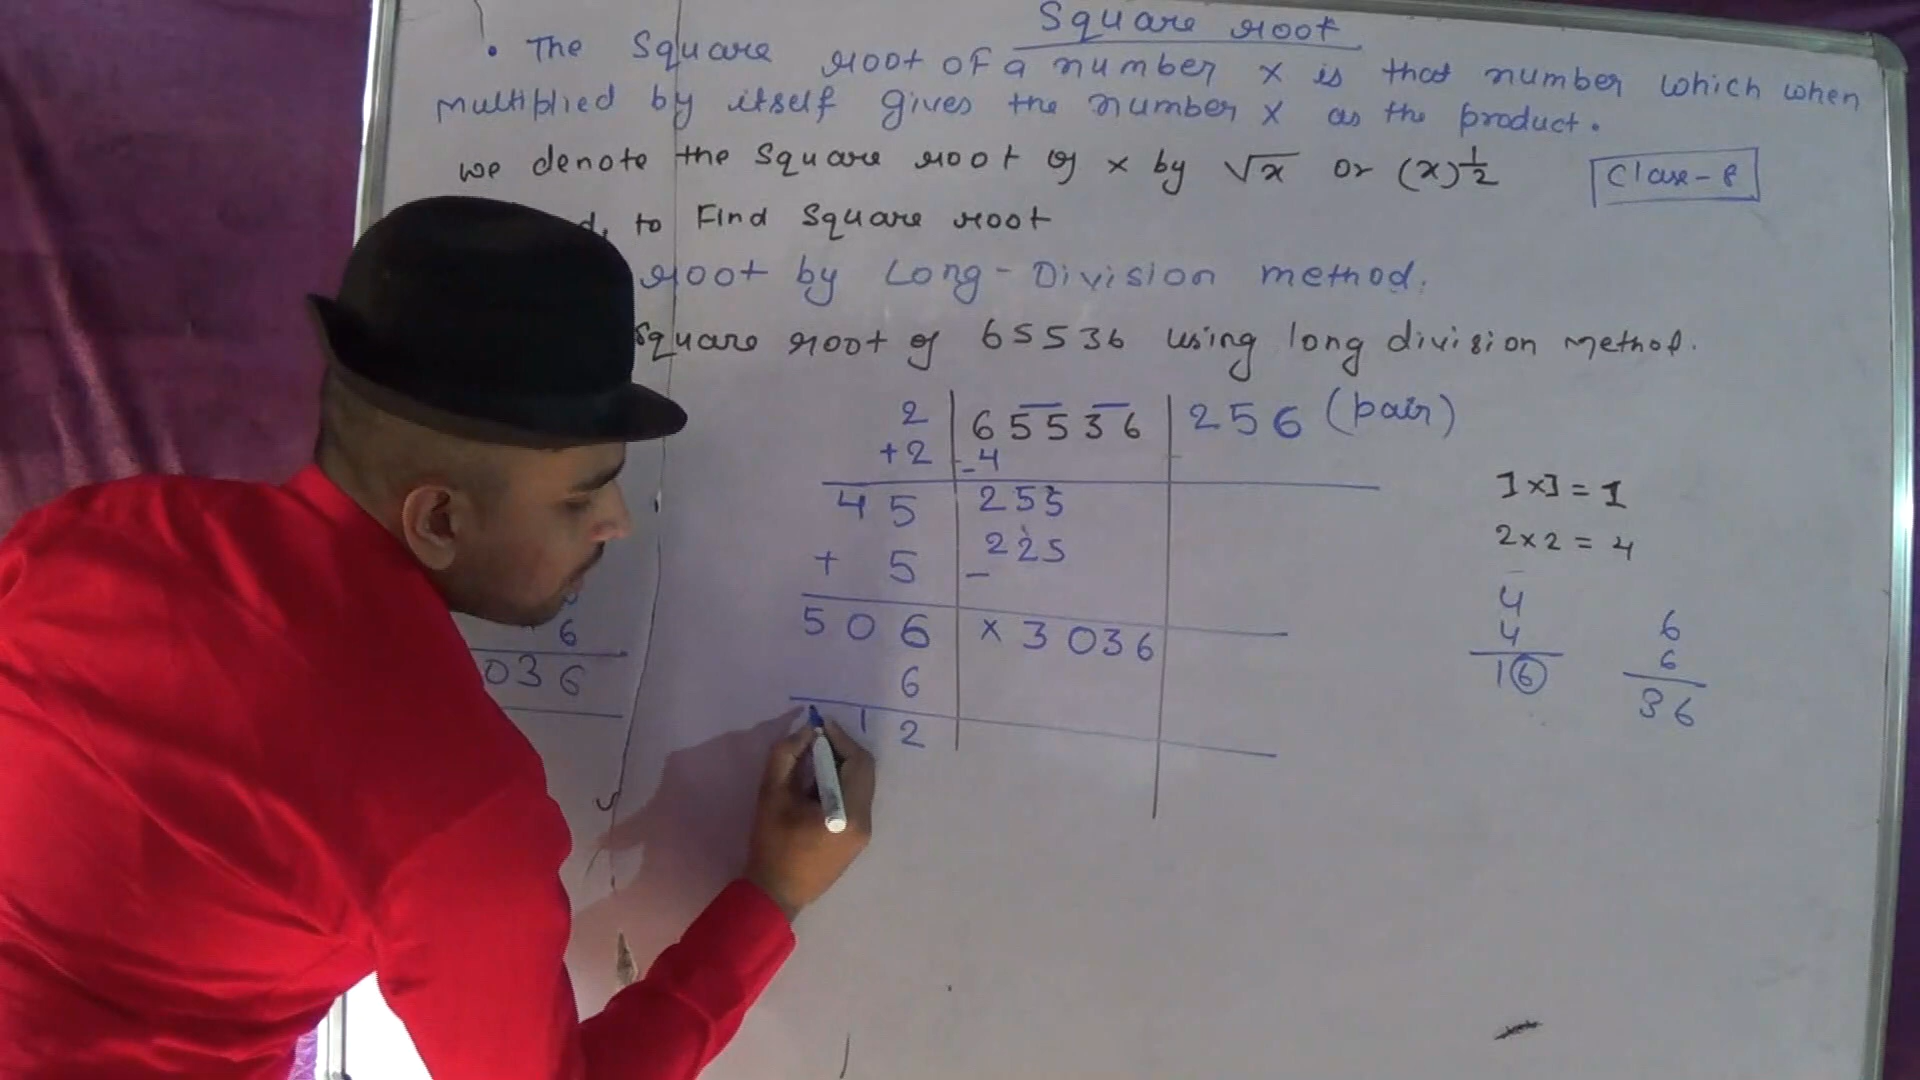 Square root
• The Square root of a number x is that number which when
multiplied by itself gives the number x as the product.
we denote the square root of x by √x or (x)½
Class-8
to Find Square root
root by Long-Division method.
Square root of 65536 using long division method.
2 65536 256 (pair)
+2 -4
45 255
+ 5 - 225
506 × 3036
6
12
6
036
1×1 = 1
2×2 = 4
4
4
16
6
6
36